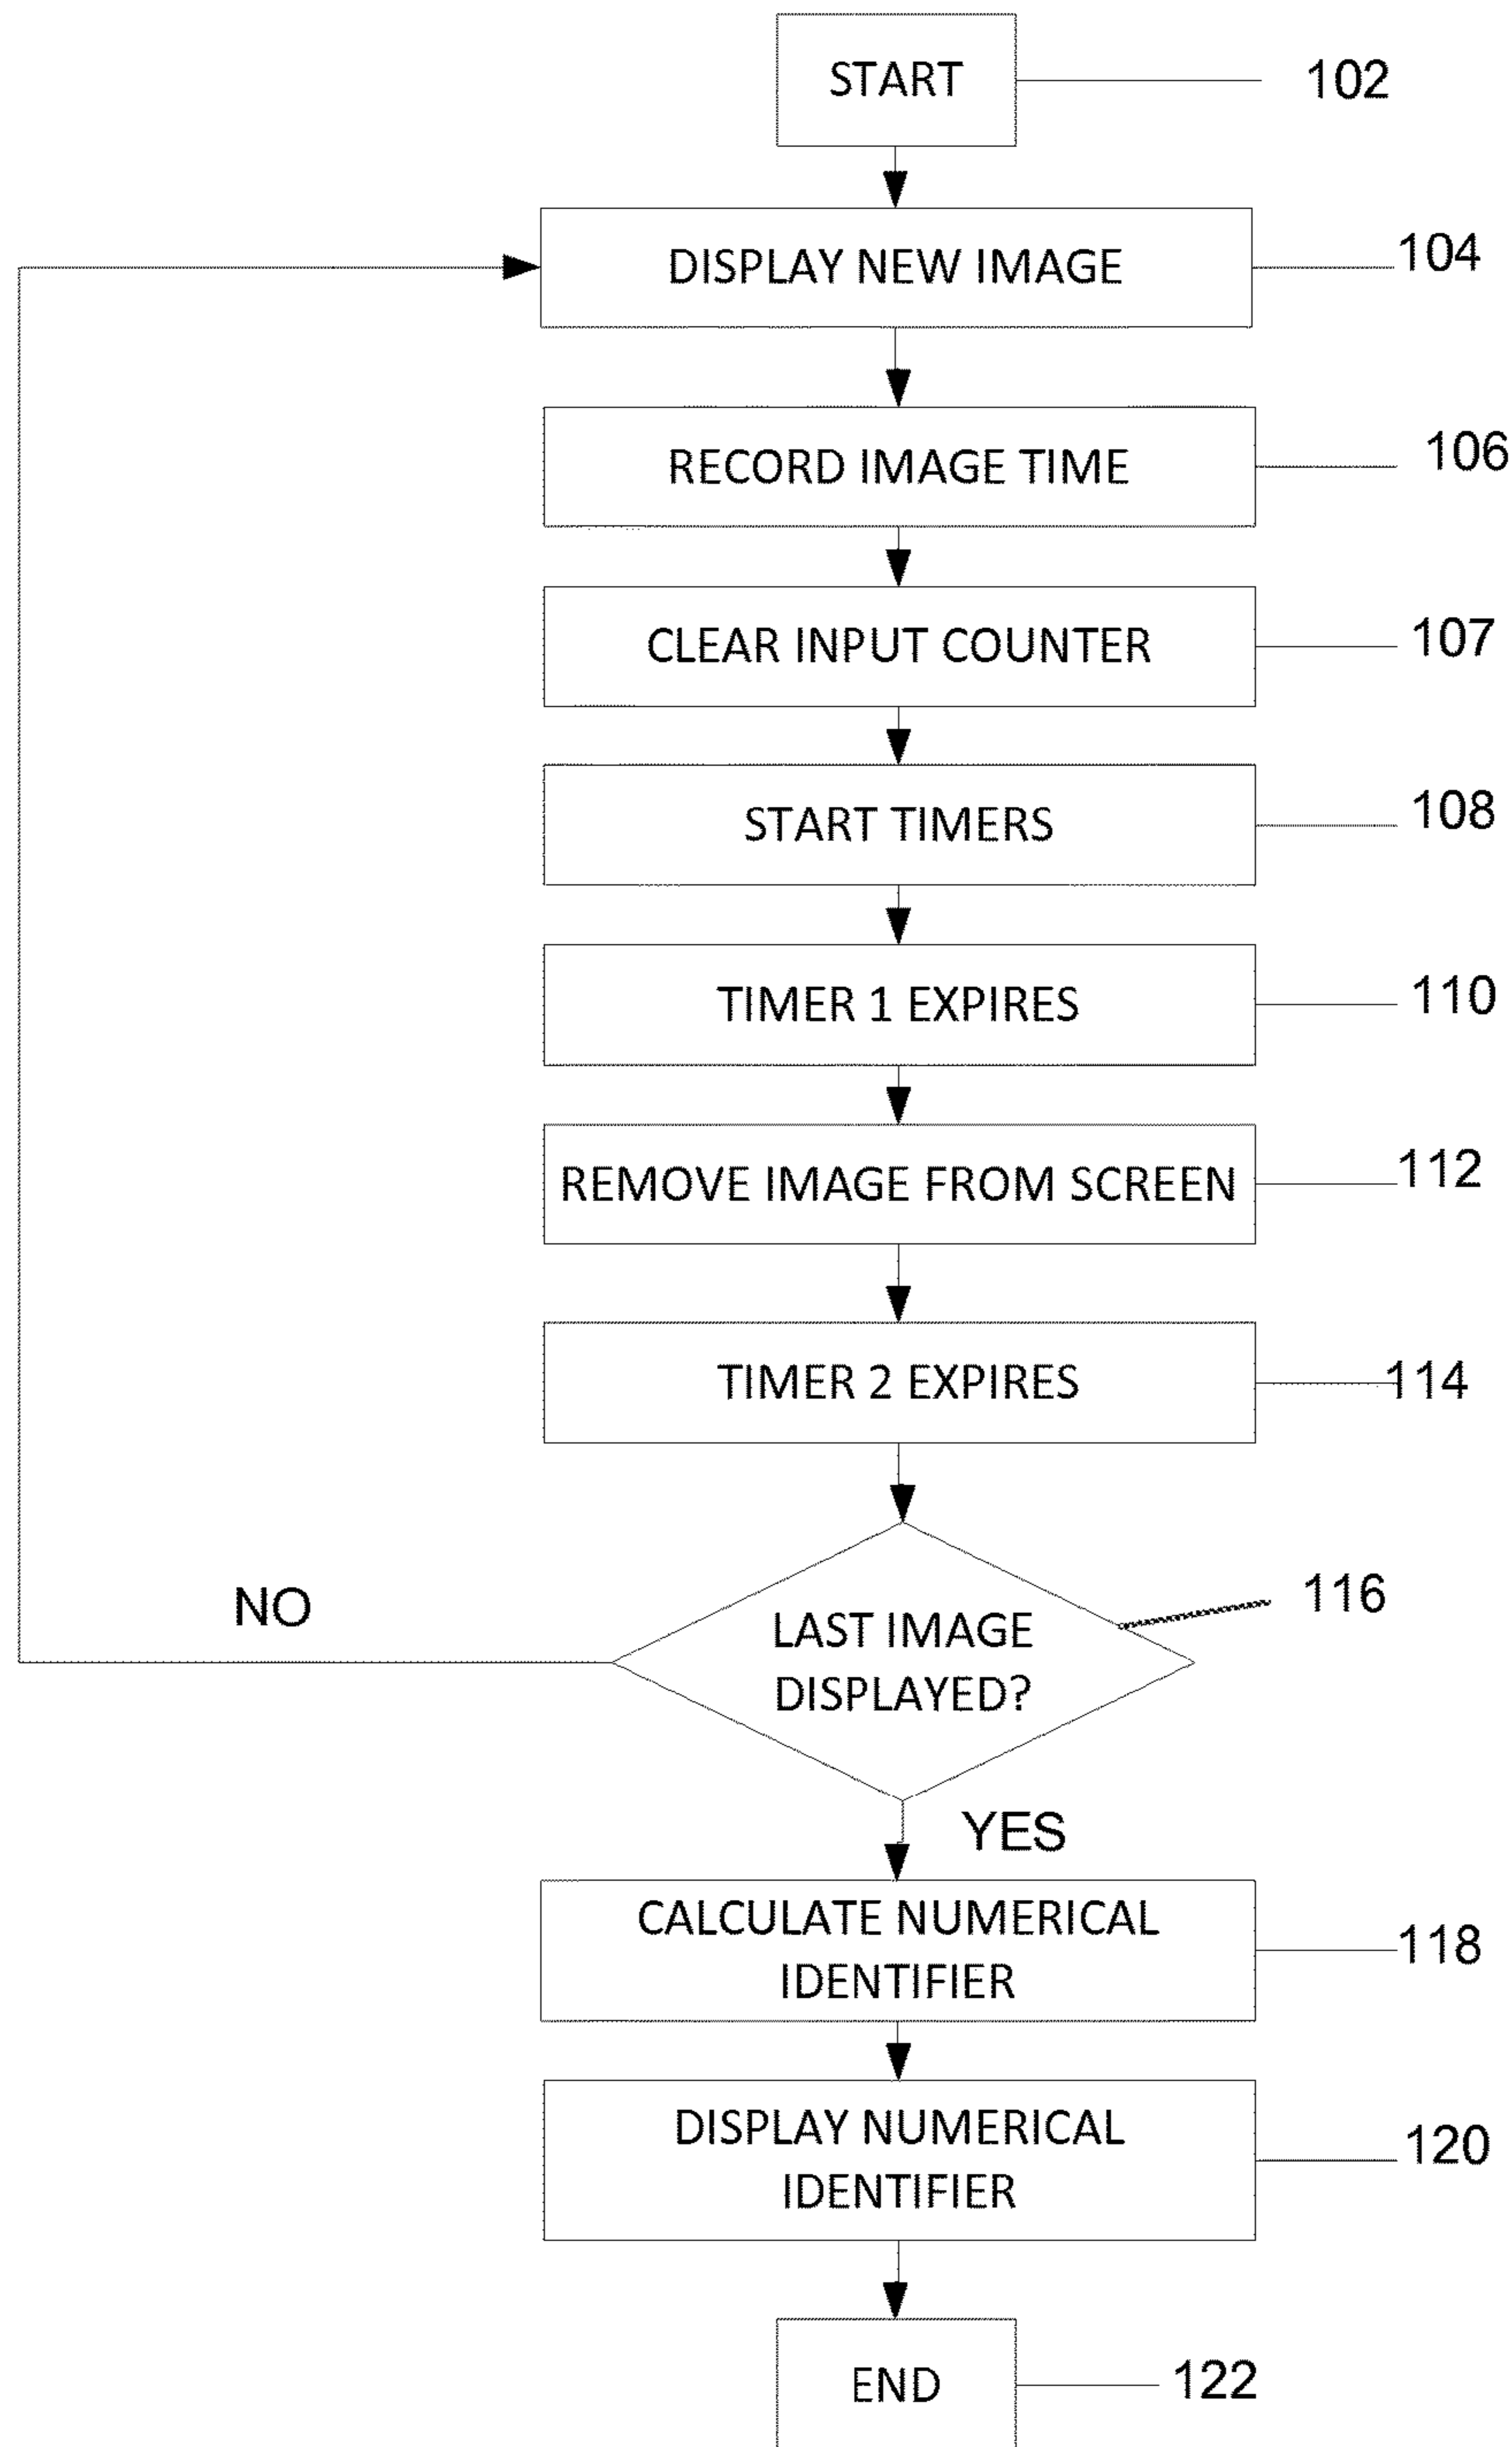 START
102
DISPLAY NEW IMAGE
104
RECORD IMAGE TIME
106
CLEAR INPUT COUNTER
107
START TIMERS
108
TIMER 1 EXPIRES
110
REMOVE IMAGE FROM SCREEN
112
TIMER 2 EXPIRES
114
NO
LAST IMAGE
DISPLAYED?
116
YES
CALCULATE NUMERICAL
IDENTIFIER
118
DISPLAY NUMERICAL
IDENTIFIER
120
END
122